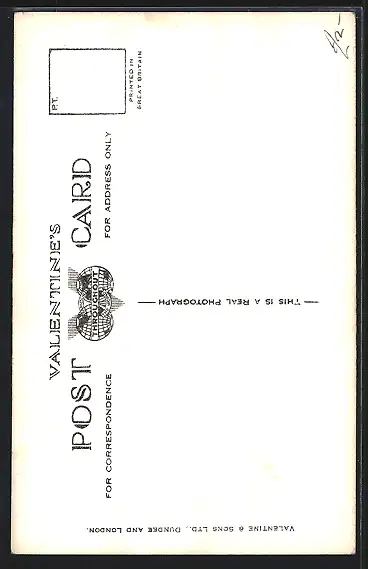 VALENTINE'S
POST CARD
THROUGHOUT
FOR CORRESPONDENCE
FOR ADDRESS ONLY
P.T.
PRINTED IN
GREAT BRITAIN
THIS IS A REAL PHOTOGRAPH
VALENTINE & SONS LTD., DUNDEE AND LONDON.